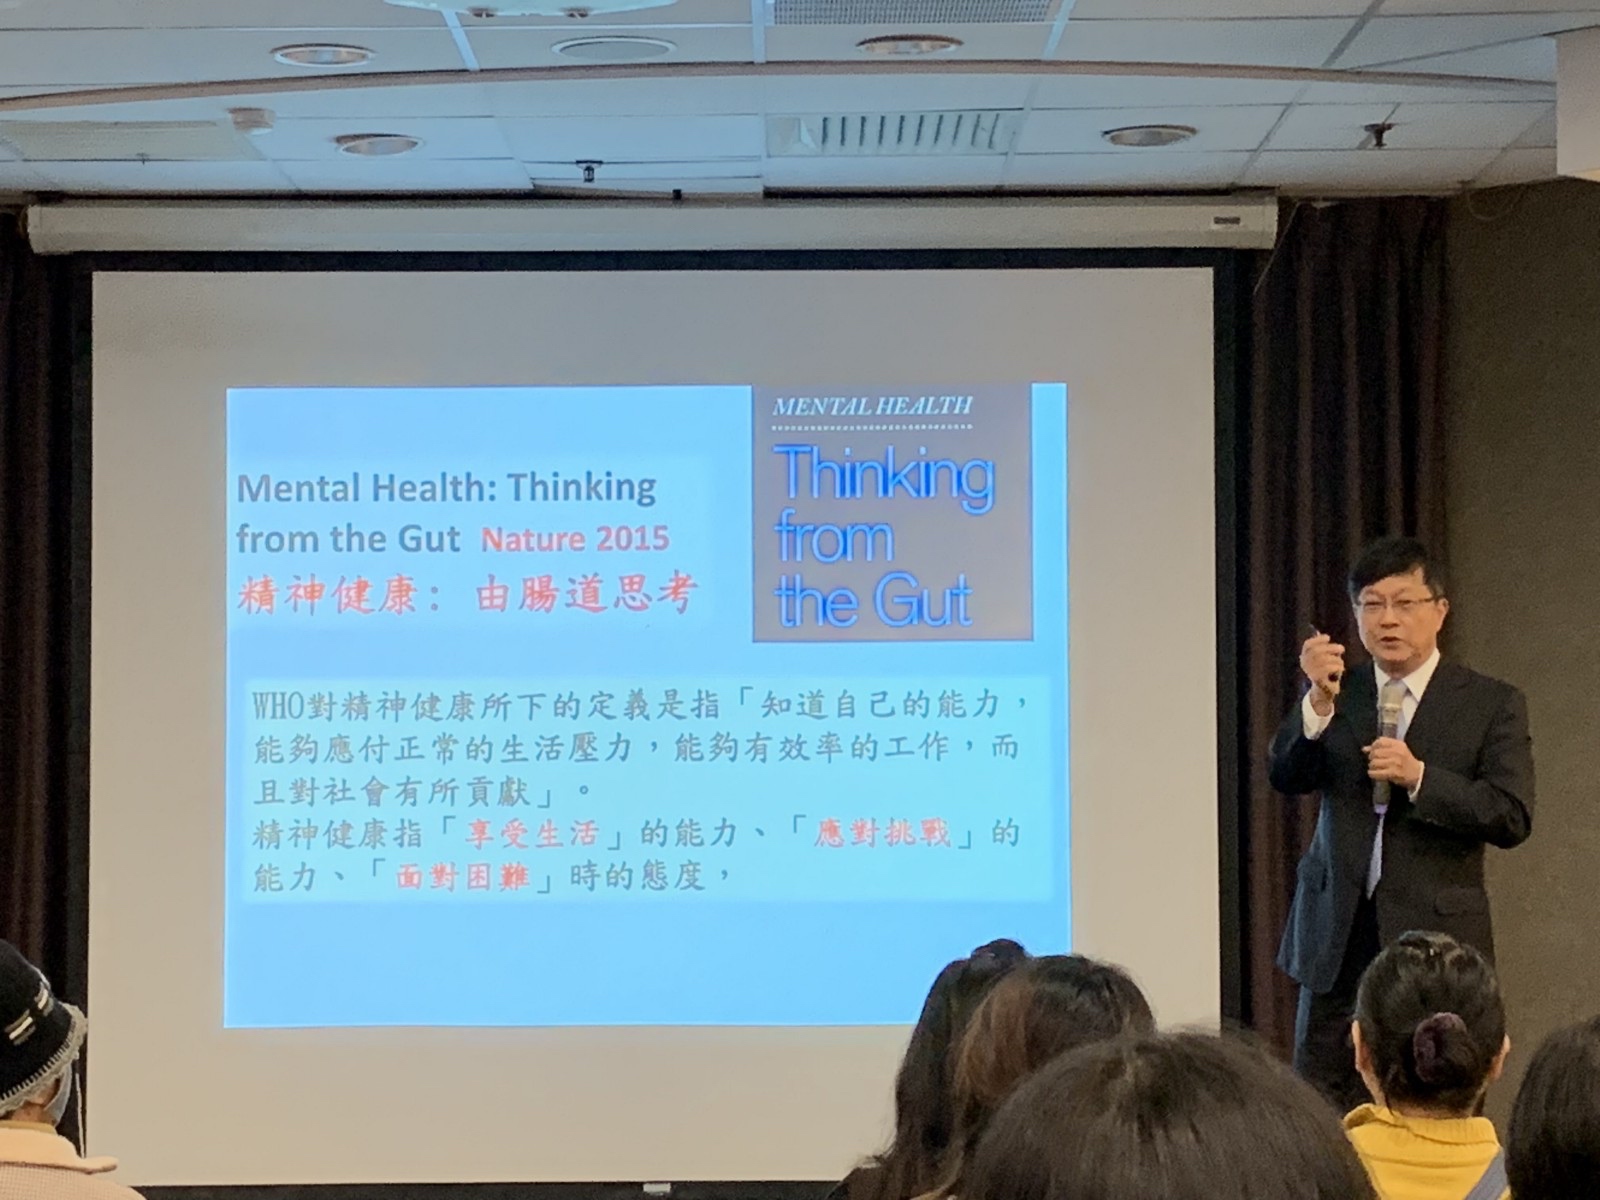 Mental Health: Thinking
from the Gut Nature 2015
精神健康: 由腸道思考
MENTAL HEALTH
Thinking
from
the Gut
WHO對精神健康所下的定義是指「知道自己的能力，
能夠應付正常的生活壓力，能夠有效率的工作，而
且對社會有所貢獻」。
精神健康指「享受生活」的能力、「應對挑戰」的
能力、「面對困難」時的態度，